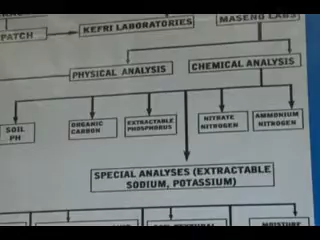 PATCH
KEFRI LABORATORIES
MASENO LABS
PHYSICAL ANALYSIS
CHEMICAL ANALYSIS
SOIL
PH
ORGANIC
CARBON
EXTRACTABLE
PHOSPHORUS
NITRATE
NITROGEN
AMMONIUM
NITROGEN
SPECIAL ANALYSES (EXTRACTABLE
SODIUM, POTASSIUM)
MOISTURE